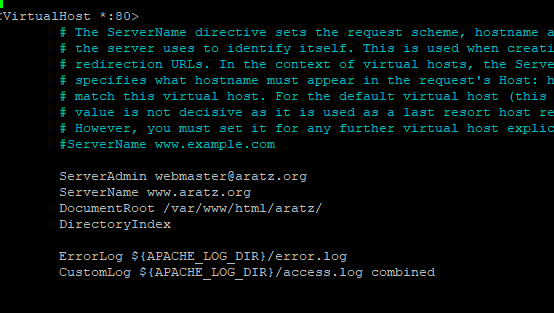 VirtualHost *:80>
# The ServerName directive sets the request scheme, hostname a
# the server uses to identify itself. This is used when creati
# redirection URLs. In the context of virtual hosts, the Serve
# specifies what hostname must appear in the request's Host: h
# match this virtual host. For the default virtual host (this
# value is not decisive as it is used as a last resort host re
# However, you must set it for any further virtual host explic
#ServerName www.example.com
ServerAdmin webmaster@aratz.org
ServerName www.aratz.org
DocumentRoot /var/www/html/aratz/
DirectoryIndex
ErrorLog ${APACHE_LOG_DIR}/error.log
CustomLog ${APACHE_LOG_DIR}/access.log combined